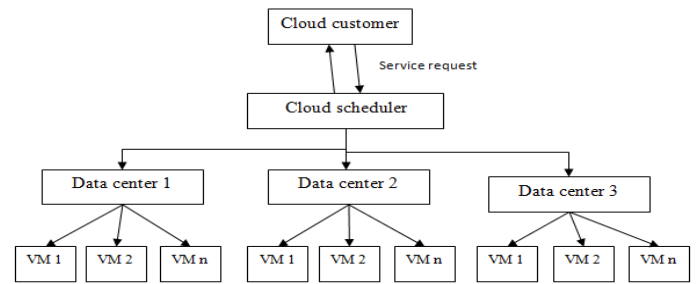 Cloud customer
Service request
Cloud scheduler
Data center 1
Data center 2
Data center 3
VM 1
VM 2
VM n
VM 1
VM 2
VM n
VM 1
VM 2
VM n